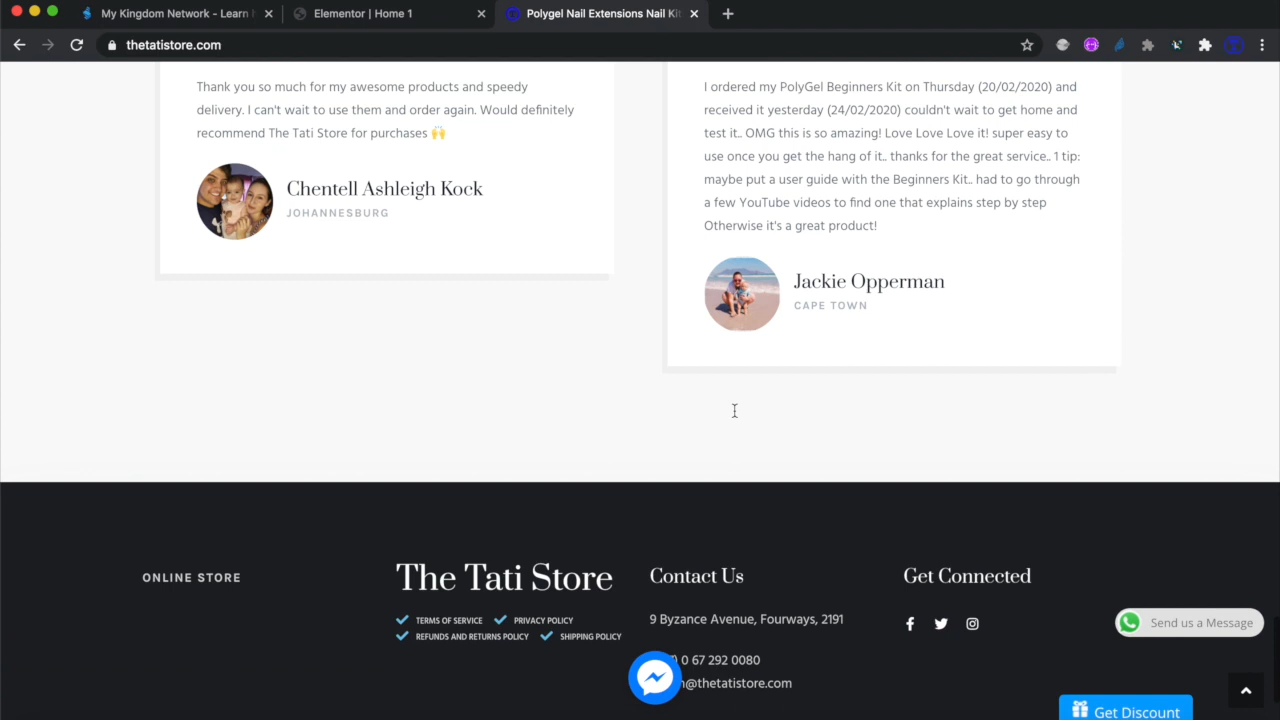 My Kingdom Network - Learn
Elementor | Home 1
Polygel Nail Extensions Nail Kit
thetatistore.com
Thank you so much for my awesome products and speedy
delivery. I can't wait to use them and order again. Would definitely
recommend The Tati Store for purchases 🙌
Chentell Ashleigh Kock
JOHANNESBURG
I ordered my PolyGel Beginners Kit on Thursday (20/02/2020) and
received it yesterday (24/02/2020) couldn't wait to get home and
test it.. OMG this is so amazing! Love Love Love it! super easy to
use once you get the hang of it.. thanks for the great service.. 1 tip:
maybe put a user guide with the Beginners Kit.. had to go through
a few YouTube videos to find one that explains step by step
Otherwise it's a great product!
Jackie Opperman
CAPE TOWN
ONLINE STORE
The Tati Store
TERMS OF SERVICE PRIVACY POLICY
REFUNDS AND RETURNS POLICY SHIPPING POLICY
Contact Us
9 Byzance Avenue, Fourways, 2191
) 0 67 292 0080
@thetatistore.com
Get Connected
Send us a Message
Get Discount